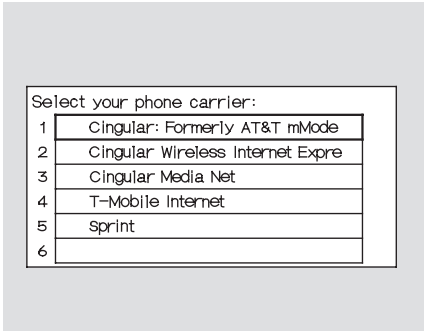 Select your phone carrier:
1 Cingular: Formerly AT&T mMode
2 Cingular Wireless Internet Expre
3 Cingular Media Net
4 T-Mobile Internet
5 Sprint
6